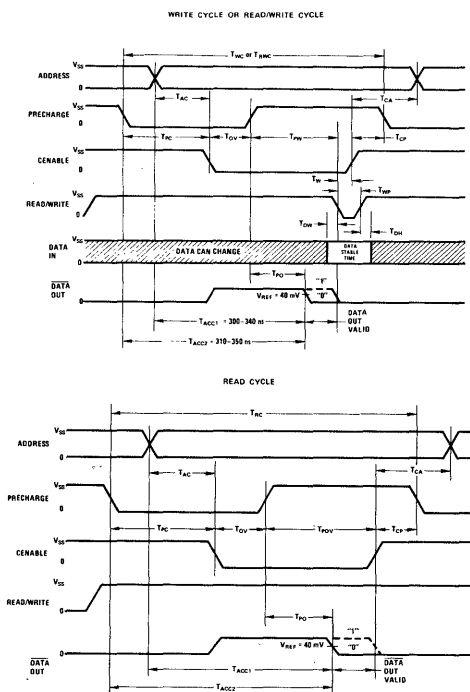 WRITE CYCLE OR READ/WRITE CYCLE
TWC or TRWC
ADDRESS
VSS
0
TAC
TCA
PRECHARGE
VSS
0
TPC
TOV
TPW
TCP
CENABLE
VSS
0
TW
TWP
READ/WRITE
VSS
0
TDW
TDH
DATA IN
VSS
0
DATA CAN CHANGE
DATA STABLE TIME
TPO
DATA OUT
0
VREF = 40 mV
"1"
"0"
DATA OUT VALID
TACC1 = 300-340 ns
TACC2 = 310-350 ns
READ CYCLE
TRC
ADDRESS
VSS
0
TAC
TCA
PRECHARGE
VSS
0
TPC
TOV
TPOV
TCP
CENABLE
VSS
0
READ/WRITE
VSS
0
TPO
VREF = 40 mV
"1"
"0"
DATA OUT
0
TACC1
DATA OUT VALID
TACC2